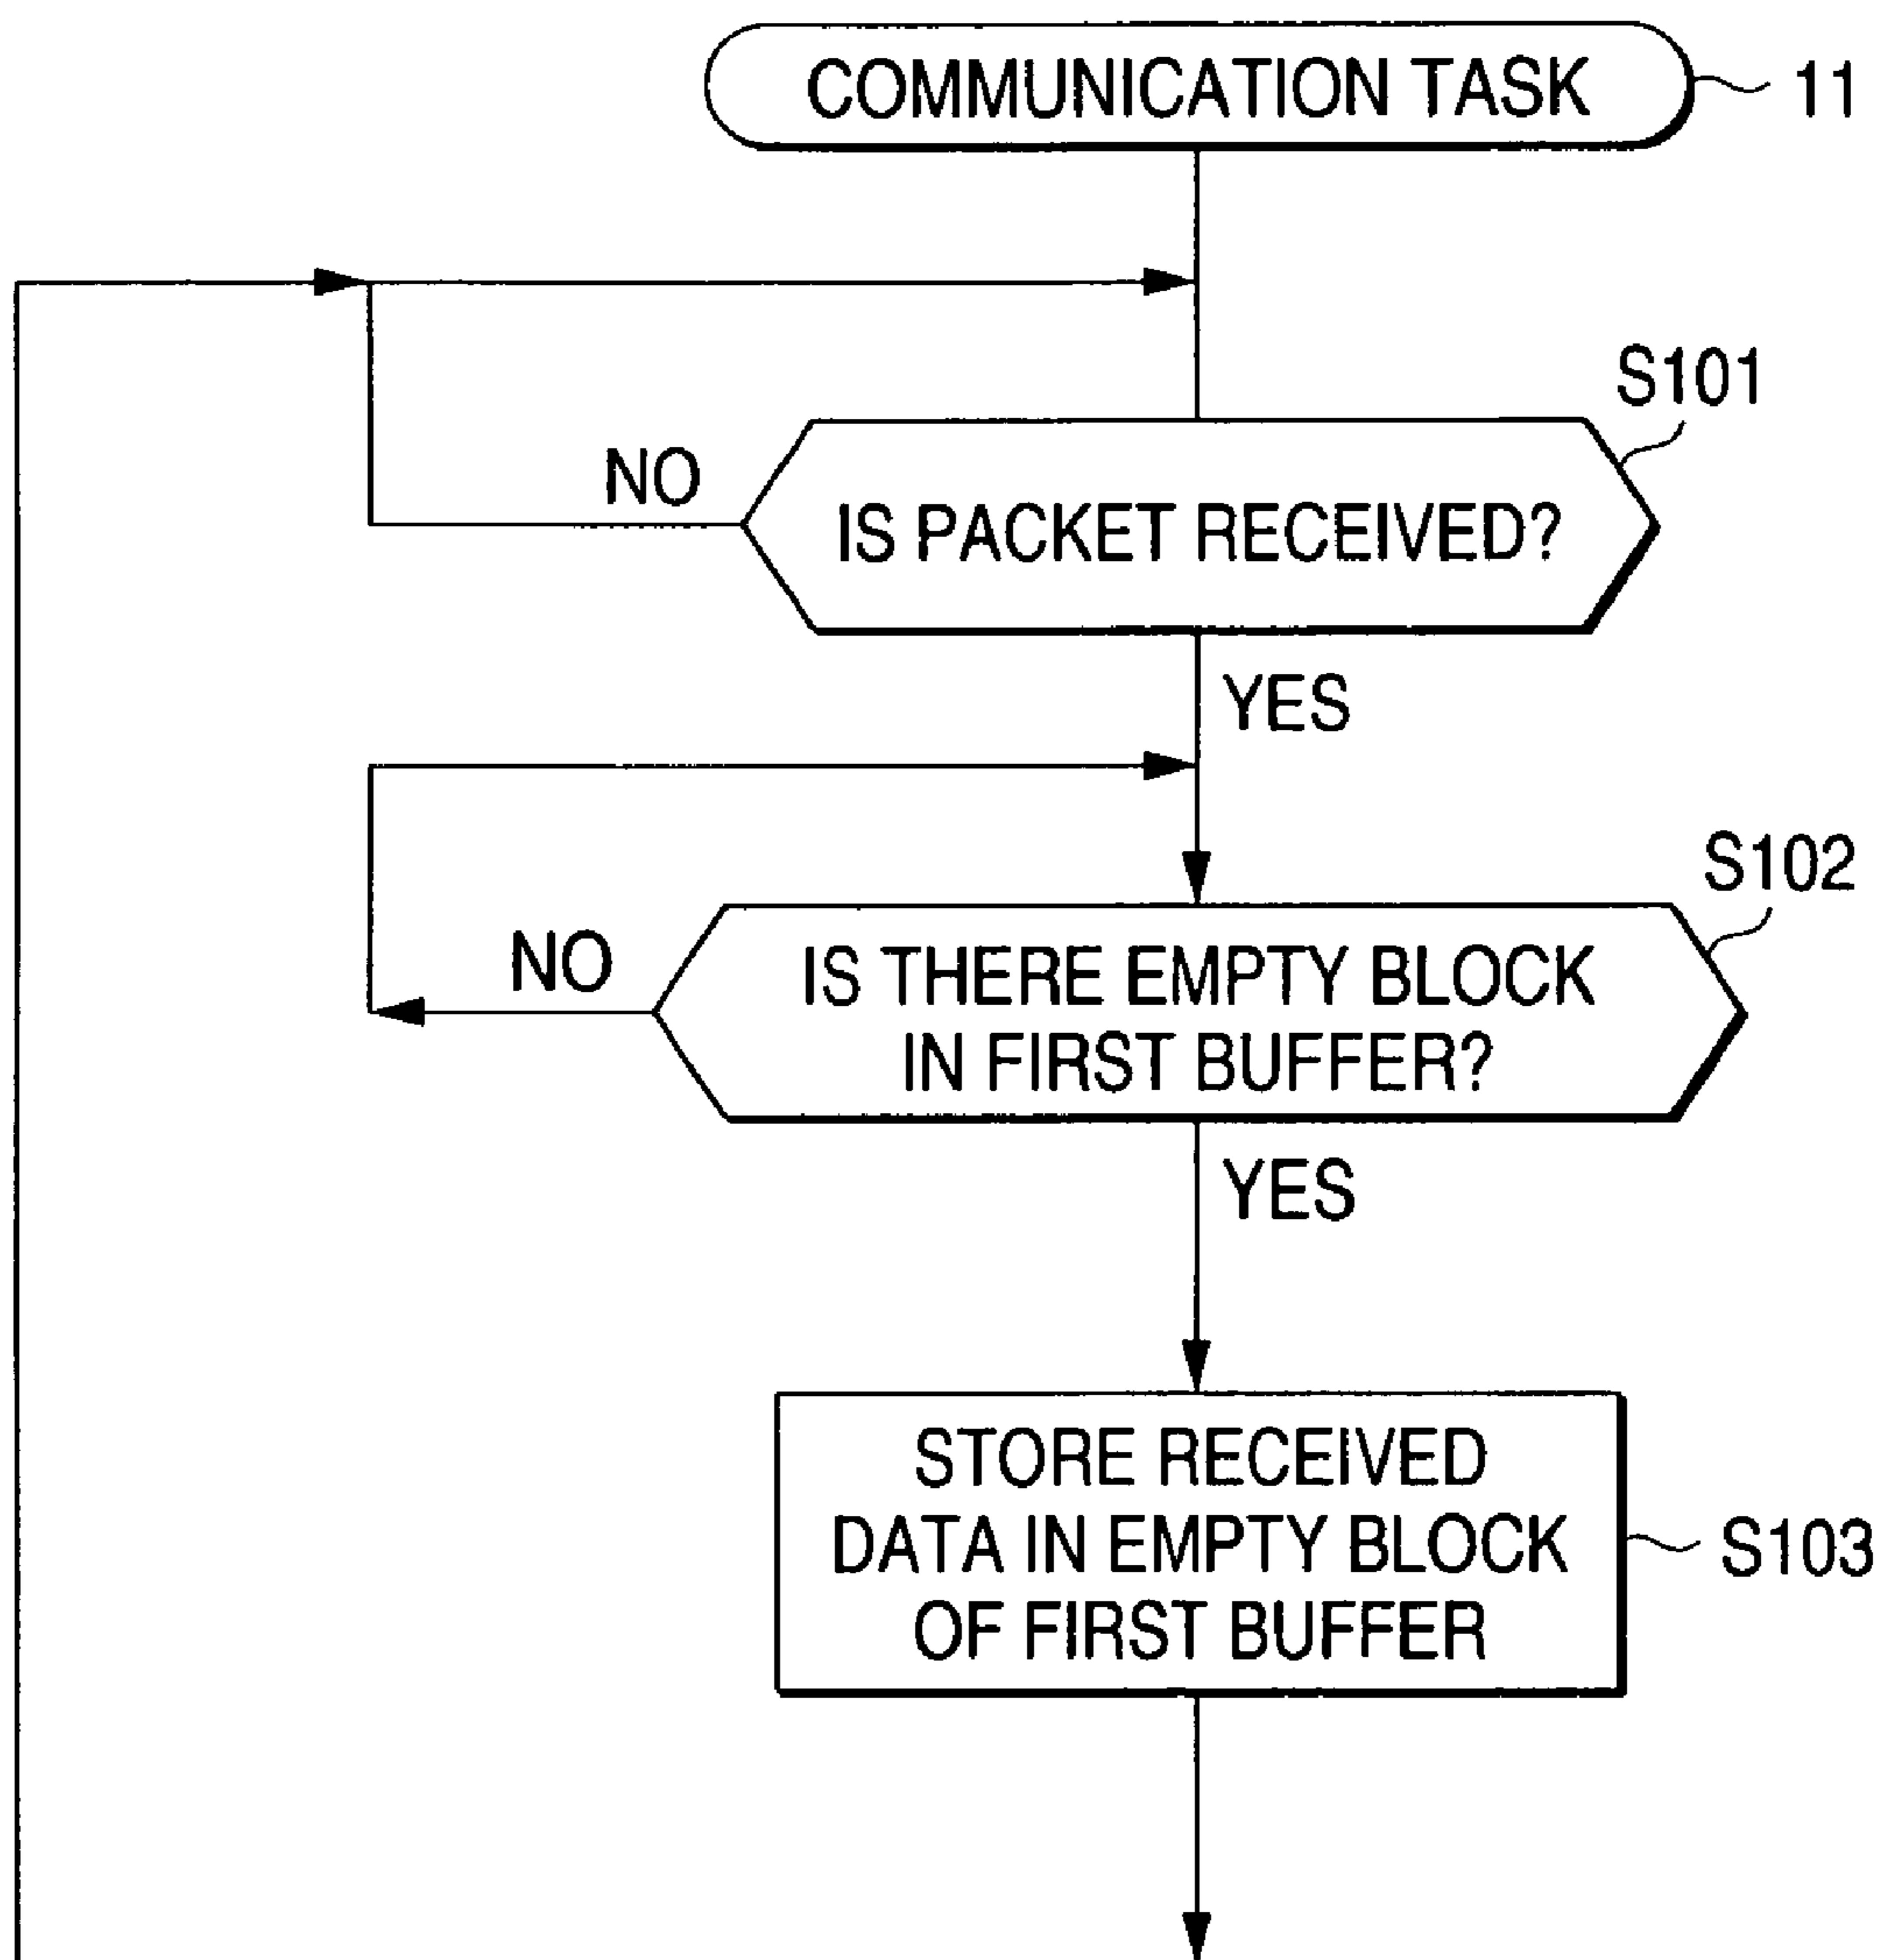 COMMUNICATION TASK
11
S101
NO
IS PACKET RECEIVED?
YES
S102
NO
IS THERE EMPTY BLOCK
IN FIRST BUFFER?
YES
STORE RECEIVED
DATA IN EMPTY BLOCK
OF FIRST BUFFER
S103